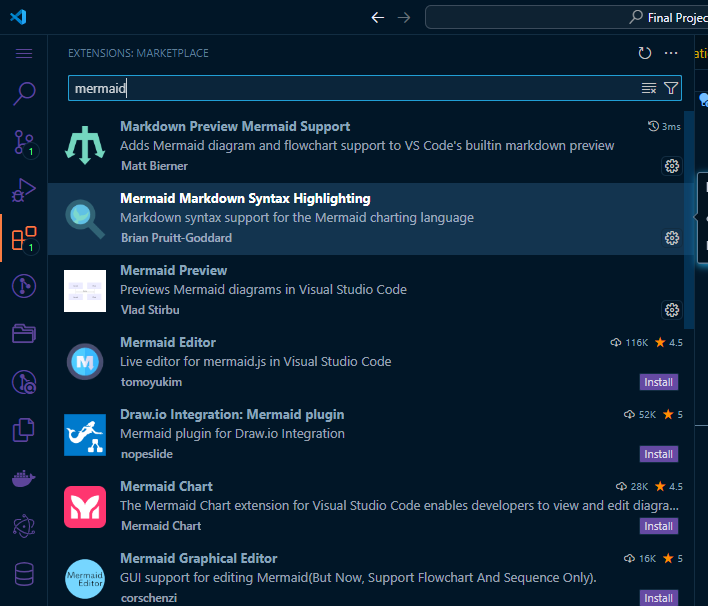 Final Projec
EXTENSIONS: MARKETPLACE
mermaid
Markdown Preview Mermaid Support
3ms
Adds Mermaid diagram and flowchart support to VS Code's builtin markdown preview
Matt Bierner
Mermaid Markdown Syntax Highlighting
Markdown syntax support for the Mermaid charting language
Brian Pruitt-Goddard
Mermaid Preview
Previews Mermaid diagrams in Visual Studio Code
Vlad Stirbu
Mermaid Editor
116K ★ 4.5
Live editor for mermaid.js in Visual Studio Code
tomoyukim
Install
Draw.io Integration: Mermaid plugin
52K ★ 5
Mermaid plugin for Draw.io Integration
nopeslide
Install
Mermaid Chart
28K ★ 4.5
The Mermaid Chart extension for Visual Studio Code enables developers to view and edit diagra...
Mermaid Chart
Install
Mermaid Graphical Editor
16K ★ 5
GUI support for editing Mermaid(But Now, Support Flowchart And Sequence Only).
corschenzi
Install
1
1
M
Mermaid
Editor